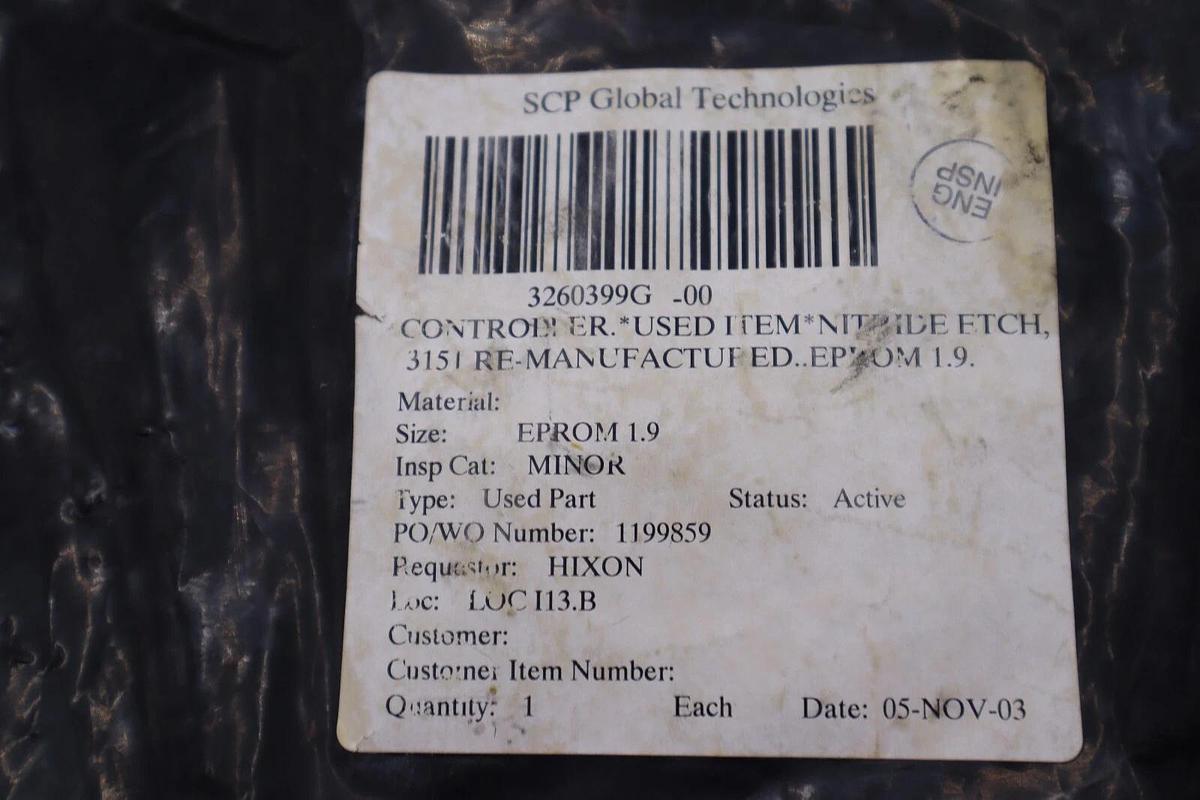 SCP Global Technologies
ENG
INSP
3260399G -00
CONTROLLER.*USED ITEM*NITRIDE ETCH,
3151 RE-MANUFACTURED..EPROM 1.9.
Material:
Size: EPROM 1.9
Insp Cat: MINOR
Type: Used Part Status: Active
PO/WO Number: 1199859
Requestor: HIXON
Loc: LOC I13.B
Customer:
Customer Item Number:
Quantity: 1 Each Date: 05-NOV-03